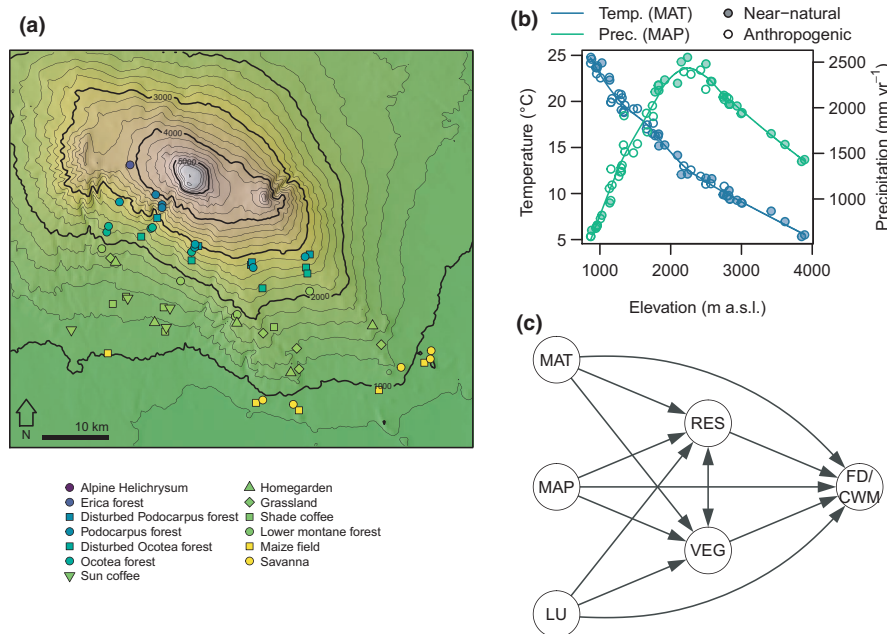 (a)
3000
4000
5000
2000
1000
N
10 km
Alpine Helichrysum
Erica forest
Disturbed Podocarpus forest
Podocarpus forest
Disturbed Ocotea forest
Ocotea forest
Sun coffee
Homegarden
Grassland
Shade coffee
Lower montane forest
Maize field
Savanna
(b)
Temp. (MAT)
Prec. (MAP)
Near−natural
Anthropogenic
25
20
15
10
5
Temperature (°C)
2500
2000
1500
1000
Precipitation (mm yr⁻¹)
1000 2000 3000 4000
Elevation (m a.s.l.)
(c)
MAT
RES
MAP
FD/
CWM
VEG
LU